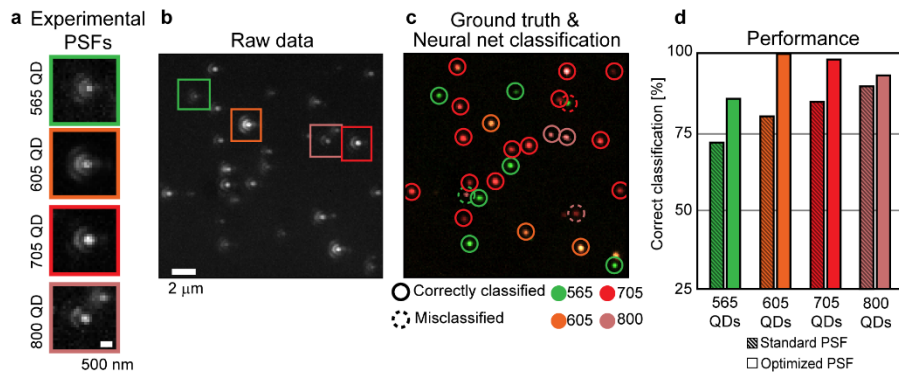 a Experimental
PSFs
565 QD
605 QD
705 QD
800 QD
500 nm
b Raw data
2 μm
c Ground truth &
Neural net classification
Correctly classified 565 705
Misclassified 605 800
d Performance
Correct classification [%]
100
75
50
25
565 605 705 800
QDs QDs QDs QDs
Standard PSF
Optimized PSF